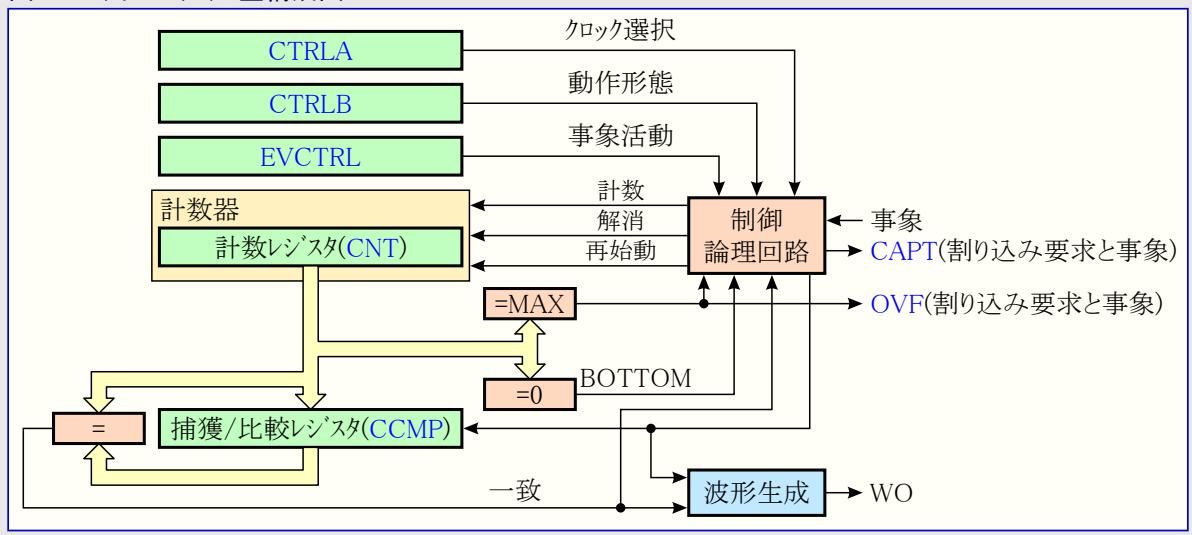 CTRLA
クロック選択
CTRLB
動作形態
EVCTRL
事象活動
計数器
計数レジスタ(CNT)
計数
解消
再始動
制御
論理回路
事象
CAPT(割り込み要求と事象)
=MAX
OVF(割り込み要求と事象)
=0
BOTTOM
=
捕獲/比較レジスタ(CCMP)
一致
波形生成
WO